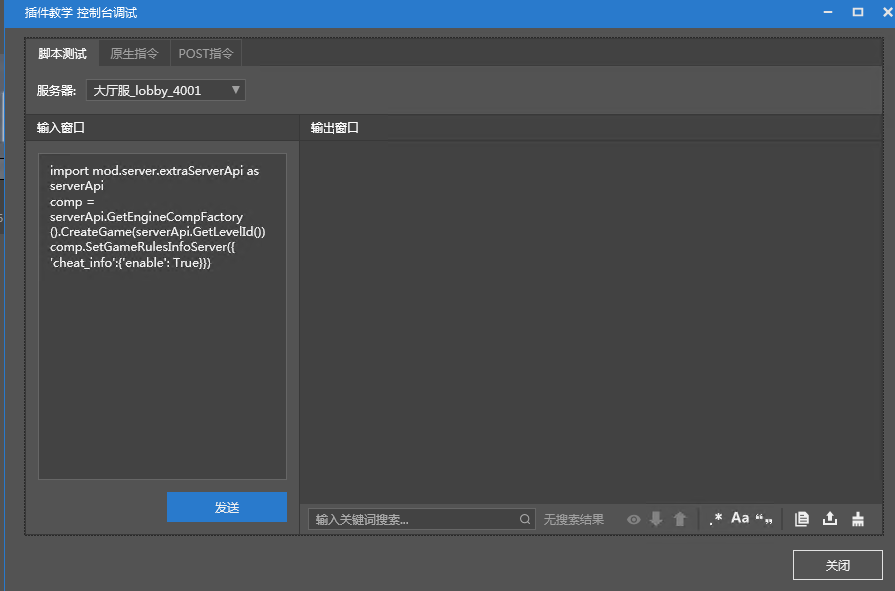 插件教学 控制台调试
脚本测试 原生指令 POST指令
服务器: 大厅服_lobby_4001
输入窗口
输出窗口
import mod.server.extraServerApi as
serverApi
comp =
serverApi.GetEngineCompFactory
().CreateGame(serverApi.GetLevelId())
comp.SetGameRulesInfoServer({
'cheat_info':{'enable': True}})
发送
输入关键词搜索... 无搜索结果 .* Aa “„
关闭